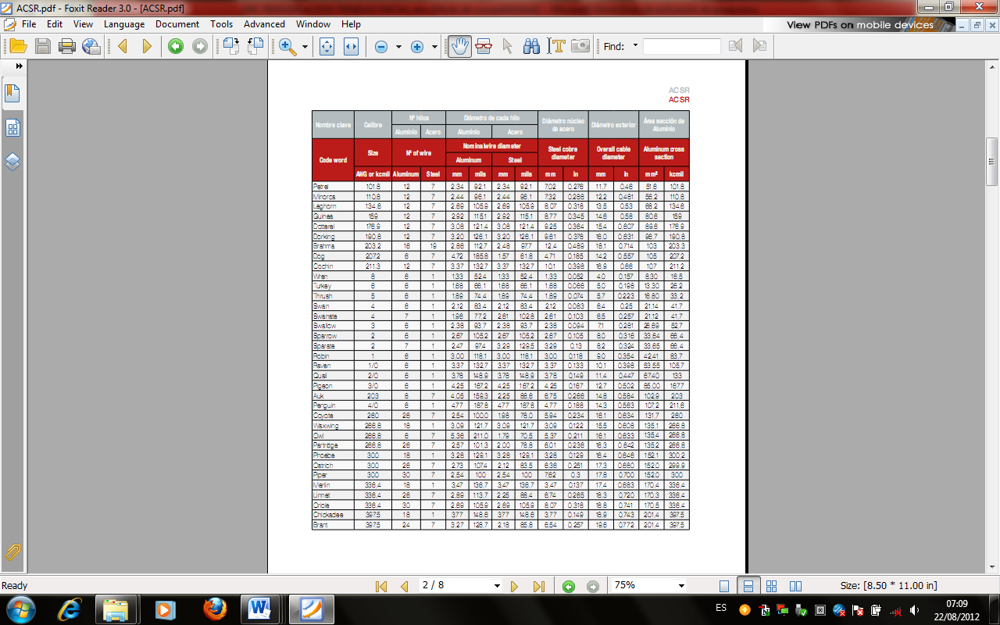 ACSR.pdf - Foxit Reader 3.0 - [ACSR.pdf]
File Edit View Language Document Tools Advanced Window Help
View PDFs on mobile devices
Find:
ACSR
ACSR
Nombre clave Calibre Nº hilos Diámetro de cada hilo Diámetro núcleo de acero Diámetro exterior Área sección de Aluminio
Aluminio Acero Aluminio Acero
Code word Size Nº of wire Nominal wire diameter Steel cobre diameter Overall cable diameter Aluminum cross section
Aluminum Steel
AWG or kcmil Aluminum Steel mm mils mm mils mm in mm in mm² kcmil
Petrel 101.8 12 7 2.34 92.1 2.34 92.1 7.02 0.276 11.7 0.46 51.6 101.8
Minorca 110.8 12 7 2.44 96.1 2.44 96.1 7.32 0.288 12.2 0.481 56.2 110.8
Leghorn 134.6 12 7 2.69 105.9 2.69 105.9 8.07 0.318 13.5 0.53 68.2 134.6
Guinea 159 12 7 2.92 115.1 2.92 115.1 8.77 0.345 14.6 0.58 80.6 159
Dotterel 176.9 12 7 3.08 121.4 3.08 121.4 9.25 0.364 15.4 0.607 89.6 176.9
Dorking 190.8 12 7 3.20 126.1 3.20 126.1 9.61 0.378 16.0 0.631 96.7 190.8
Brahma 203.2 16 19 2.86 112.7 2.48 97.7 12.4 0.489 18.1 0.714 103 203.3
Dog 207.2 6 7 4.72 185.8 1.57 61.8 4.71 0.185 14.2 0.557 105 207.2
Cochin 211.3 12 7 3.37 132.7 3.37 132.7 10.1 0.398 16.9 0.66 107 211.2
Wren 8 6 1 1.33 52.4 1.33 52.4 1.33 0.052 4.0 0.157 8.30 16.5
Turkey 6 6 1 1.68 66.1 1.68 66.1 1.68 0.066 5.0 0.198 13.30 26.2
Thrush 5 6 1 1.89 74.4 1.89 74.4 1.89 0.074 5.7 0.223 16.80 33.2
Swan 4 6 1 2.12 83.4 2.12 83.4 2.12 0.083 6.4 0.25 21.14 41.7
Swanate 4 7 1 1.96 77.2 2.61 102.8 2.61 0.103 6.5 0.257 21.12 41.7
Swallow 3 6 1 2.38 93.7 2.38 93.7 2.38 0.094 7.1 0.281 26.69 52.7
Sparrow 2 6 1 2.67 105.2 2.67 105.2 2.67 0.105 8.0 0.316 33.64 66.4
Sparate 2 7 1 2.47 97.4 3.29 129.5 3.29 0.13 8.2 0.324 33.65 66.4
Robin 1 6 1 3.00 118.1 3.00 118.1 3.00 0.118 9.0 0.354 42.41 83.7
Raven 1/0 6 1 3.37 132.7 3.37 132.7 3.37 0.133 10.1 0.398 53.55 105.7
Quail 2/0 6 1 3.78 148.9 3.78 148.9 3.78 0.149 11.4 0.447 67.40 133
Pigeon 3/0 6 1 4.25 167.2 4.25 167.2 4.25 0.167 12.7 0.502 85.00 167.7
Auk 203 8 7 4.05 159.3 2.25 88.6 6.75 0.266 14.8 0.584 102.9 203
Penguin 4/0 6 1 4.77 187.8 4.77 187.8 4.77 0.188 14.3 0.563 107.2 211.6
Coyote 260 26 7 2.54 100.0 1.98 78.0 5.94 0.234 16.1 0.634 131.7 260
Waxwing 266.8 18 1 3.09 121.7 3.09 121.7 3.09 0.122 15.5 0.608 135.1 266.8
Owl 266.8 6 7 5.36 211.0 1.79 70.5 5.37 0.211 16.1 0.633 135.4 266.8
Partridge 266.8 26 7 2.57 101.3 2.00 78.8 6.01 0.236 16.3 0.642 135.2 266.8
Phoebe 300 18 1 3.28 129.1 3.28 129.1 3.28 0.129 16.4 0.646 152.1 300.2
Ostrich 300 26 7 2.73 107.4 2.12 83.5 6.36 0.251 17.3 0.680 152.0 299.9
Piper 300 30 7 2.54 100 2.54 100 7.62 0.3 17.8 0.700 152.0 300
Merlin 336.4 18 1 3.47 136.7 3.47 136.7 3.47 0.137 17.4 0.683 170.4 336.4
Linnet 336.4 26 7 2.89 113.7 2.25 88.4 6.74 0.265 18.3 0.720 170.3 336.4
Oriole 336.4 30 7 2.69 105.9 2.69 105.9 8.07 0.318 18.8 0.741 170.5 336.4
Chickadee 397.5 18 1 3.77 148.6 3.77 148.6 3.77 0.149 18.9 0.743 201.4 397.5
Brant 397.5 24 7 3.27 128.7 2.18 85.8 6.54 0.257 19.6 0.772 201.4 397.5
Ready 2 / 8 75% Size: [8.50 * 11.00 in]
ES 07:09
22/08/2012